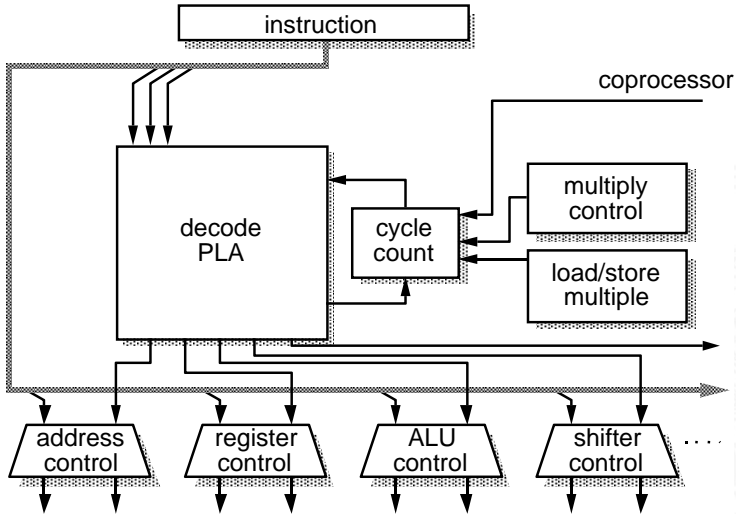 instruction
coprocessor
decode
PLA
cycle
count
multiply
control
load/store
multiple
address
control
register
control
ALU
control
shifter
control